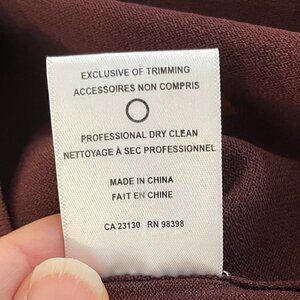 EXCLUSIVE OF TRIMMING
ACCESSOIRES NON COMPRIS
PROFESSIONAL DRY CLEAN
NETTOYAGE À SEC PROFESSIONNEL
MADE IN CHINA
FAIT EN CHINE
CA 23130 RN 98398